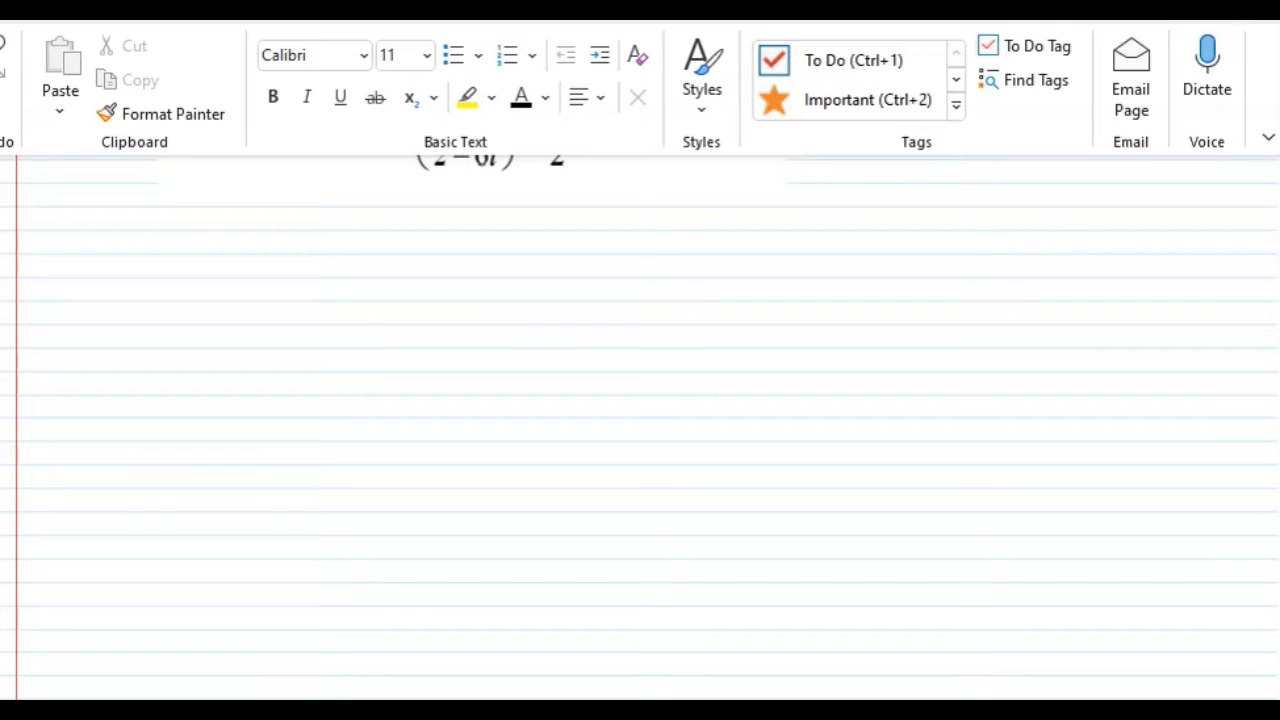 Cut
Copy
Paste
Format Painter
Clipboard
Calibri
11
B I U ab x₂ A
Basic Text
A
Styles
Styles
To Do (Ctrl+1)
Important (Ctrl+2)
To Do Tag
Find Tags
Tags
Email
Page
Email
Dictate
Voice
do